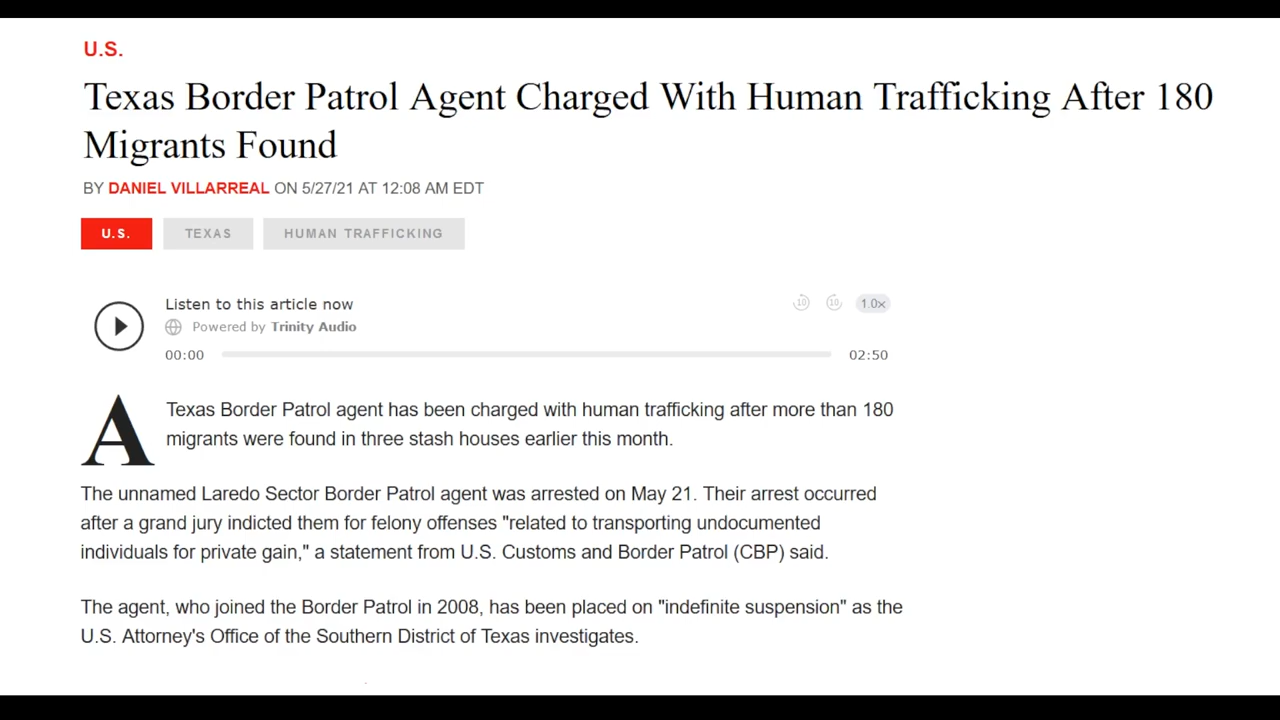 U.S.
Texas Border Patrol Agent Charged With Human Trafficking After 180
Migrants Found
BY DANIEL VILLARREAL ON 5/27/21 AT 12:08 AM EDT
U.S. TEXAS HUMAN TRAFFICKING
Listen to this article now
10 10 1.0x
Powered by Trinity Audio
00:00 02:50
A Texas Border Patrol agent has been charged with human trafficking after more than 180
migrants were found in three stash houses earlier this month.
The unnamed Laredo Sector Border Patrol agent was arrested on May 21. Their arrest occurred
after a grand jury indicted them for felony offenses "related to transporting undocumented
individuals for private gain," a statement from U.S. Customs and Border Patrol (CBP) said.
The agent, who joined the Border Patrol in 2008, has been placed on "indefinite suspension" as the
U.S. Attorney's Office of the Southern District of Texas investigates.